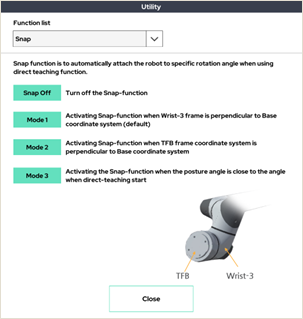 Utility
Function list
Snap
Snap function is to automatically attach the robot to specific rotation angle when using
direct teaching function.
Snap Off
Turn off the Snap-function
Mode 1
Activating Snap-function when Wrist-3 frame is perpendicular to Base
coordinate system (default)
Mode 2
Activating Snap-function when TFB frame coordinate system is
perpendicular to Base coordinate system
Mode 3
Activating the Snap-function when the posture angle is close to the angle
when direct-teaching start
TFB
Wrist-3
Close